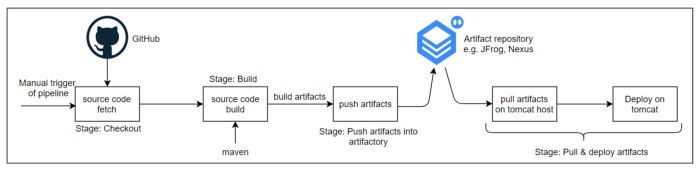 GitHub
Manual trigger
of pipeline
source code
fetch
Stage: Checkout
Stage: Build
source code
build
maven
build artifacts
push artifacts
Stage: Push artifacts into
artifactory
Artifact repository
e.g. JFrog, Nexus
pull artifacts
on tomcat host
Deploy on
tomcat
Stage: Pull & deploy artifacts